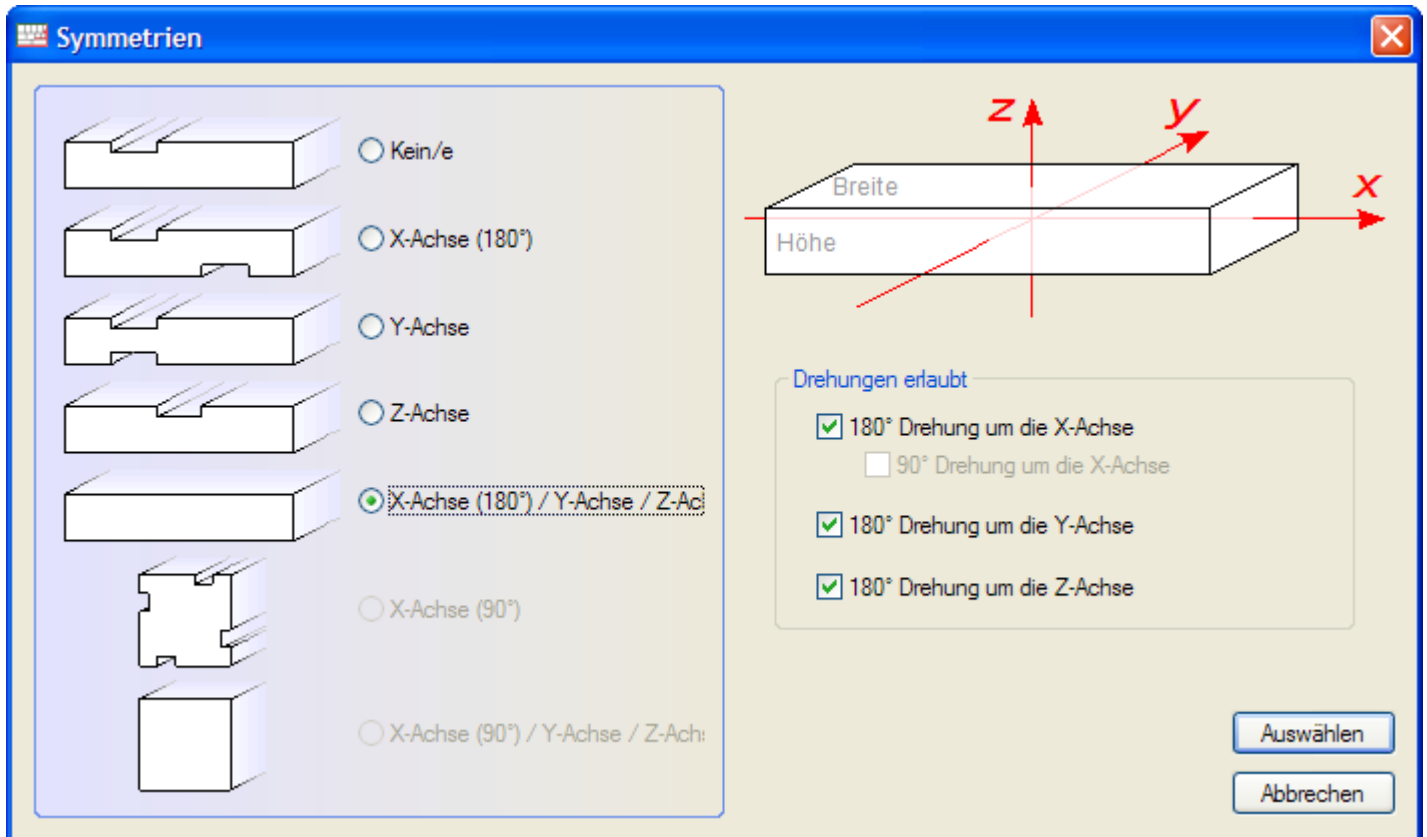 Symmetrien
Kein/e
X-Achse (180°)
Y-Achse
Z-Achse
X-Achse (180°) / Y-Achse / Z-Ac
X-Achse (90°)
X-Achse (90°) / Y-Achse / Z-Ach
z
y
x
Breite
Höhe
Drehungen erlaubt
180° Drehung um die X-Achse
90° Drehung um die X-Achse
180° Drehung um die Y-Achse
180° Drehung um die Z-Achse
Auswählen
Abbrechen